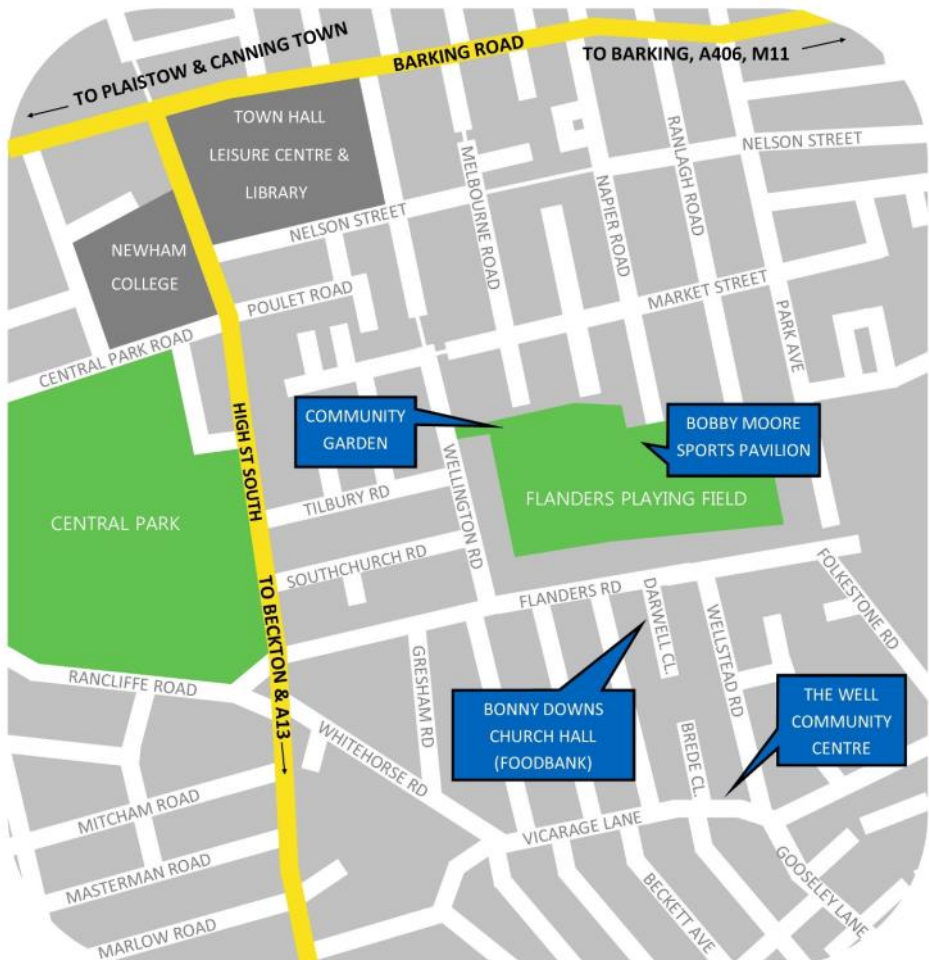 TO PLAISTOW & CANNING TOWN
BARKING ROAD
TO BARKING, A406, M11
TOWN HALL
LEISURE CENTRE &
LIBRARY
NEWHAM
COLLEGE
NELSON STREET
MELBOURNE ROAD
NAPIER ROAD
RANLAGH ROAD
NELSON STREET
POULET ROAD
CENTRAL PARK ROAD
MARKET STREET
PARK AVE
HIGH ST SOUTH
COMMUNITY
GARDEN
BOBBY MOORE
SPORTS PAVILION
WELLINGTON RD
TILBURY RD
FLANDERS PLAYING FIELD
CENTRAL PARK
SOUTHCHURCH RD
FLANDERS RD
DARWELL CL.
WELLSTEAD RD
FOLKESTONE RD
TO BECKTON & A13
RANCLIFFE ROAD
GRESHAM RD
WHITEHORSE RD
BONNY DOWNS
CHURCH HALL
(FOODBANK)
BREDE CL.
THE WELL
COMMUNITY
CENTRE
MITCHAM ROAD
VICARAGE LANE
MASTERMAN ROAD
BECKETT AVE
GOOSELEY LANE
MARLOW ROAD